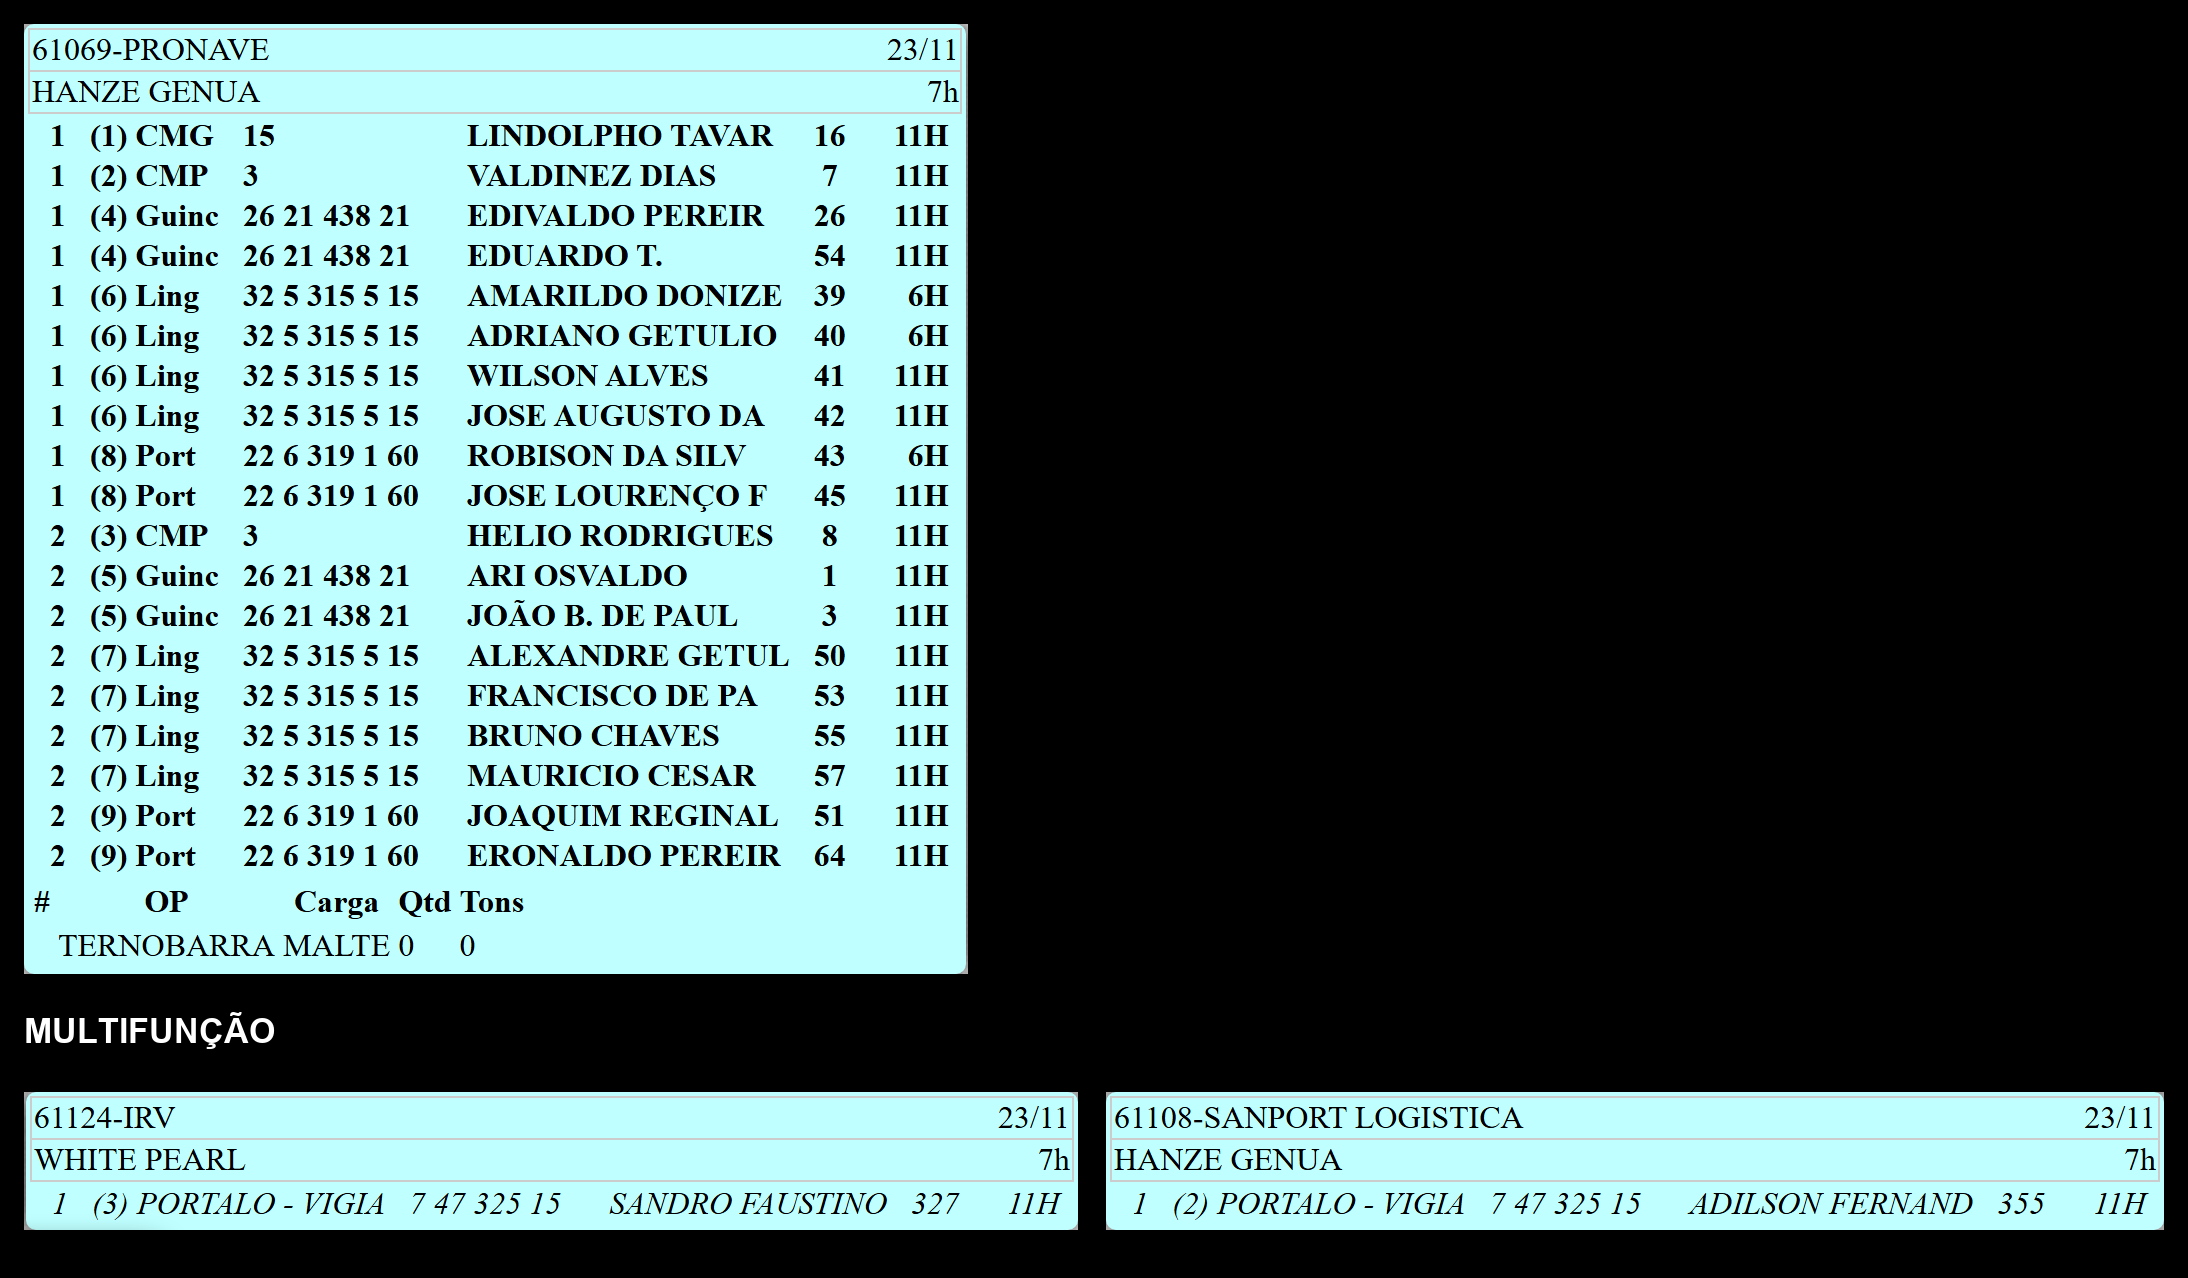 61069-PRONAVE 23/11
HANZE GENUA 7h
1 (1) CMG 15 LINDOLPHO TAVAR 16 11H
1 (2) CMP 3 VALDINEZ DIAS 7 11H
1 (4) Guinc 26 21 438 21 EDIVALDO PEREIR 26 11H
1 (4) Guinc 26 21 438 21 EDUARDO T. 54 11H
1 (6) Ling 32 5 315 5 15 AMARILDO DONIZE 39 6H
1 (6) Ling 32 5 315 5 15 ADRIANO GETULIO 40 6H
1 (6) Ling 32 5 315 5 15 WILSON ALVES 41 11H
1 (6) Ling 32 5 315 5 15 JOSE AUGUSTO DA 42 11H
1 (8) Port 22 6 319 1 60 ROBISON DA SILV 43 6H
1 (8) Port 22 6 319 1 60 JOSE LOURENÇO F 45 11H
2 (3) CMP 3 HELIO RODRIGUES 8 11H
2 (5) Guinc 26 21 438 21 ARI OSVALDO 1 11H
2 (5) Guinc 26 21 438 21 JOÃO B. DE PAUL 3 11H
2 (7) Ling 32 5 315 5 15 ALEXANDRE GETUL 50 11H
2 (7) Ling 32 5 315 5 15 FRANCISCO DE PA 53 11H
2 (7) Ling 32 5 315 5 15 BRUNO CHAVES 55 11H
2 (7) Ling 32 5 315 5 15 MAURICIO CESAR 57 11H
2 (9) Port 22 6 319 1 60 JOAQUIM REGINAL 51 11H
2 (9) Port 22 6 319 1 60 ERONALDO PEREIR 64 11H
# OP Carga Qtd Tons
TERNOBARRA MALTE 0 0
MULTIFUNÇÃO
61124-IRV 23/11
WHITE PEARL 7h
1 (3) PORTALO - VIGIA 7 47 325 15 SANDRO FAUSTINO 327 11H
61108-SANPORT LOGISTICA 23/11
HANZE GENUA 7h
1 (2) PORTALO - VIGIA 7 47 325 15 ADILSON FERNAND 355 11H